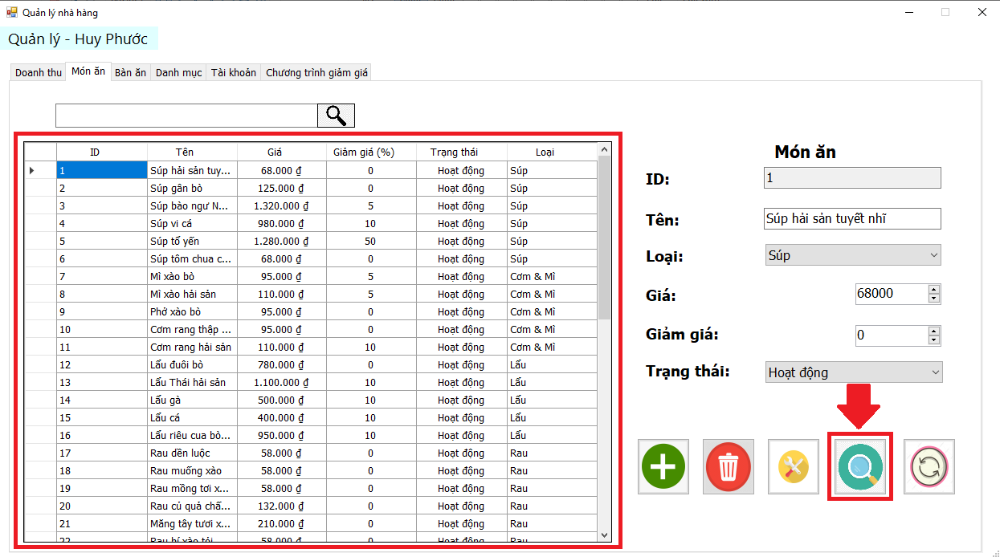 Quản lý nhà hàng
Quản lý - Huy Phước
Doanh thu Món ăn Bàn ăn Danh mục Tài khoản Chương trình giảm giá
ID Tên Giá Giảm giá (%) Trạng thái Loại
1 Súp hải sản tuy... 68.000 ₫ 0 Hoạt động Súp
2 Súp gân bò 125.000 ₫ 0 Hoạt động Súp
3 Súp bào ngư N... 1.320.000 ₫ 5 Hoạt động Súp
4 Súp vi cá 980.000 ₫ 10 Hoạt động Súp
5 Súp tổ yến 1.280.000 ₫ 50 Hoạt động Súp
6 Súp tôm chua c... 68.000 ₫ 0 Hoạt động Súp
7 Mì xào bò 95.000 ₫ 5 Hoạt động Cơm & Mì
8 Mì xào hải sản 110.000 ₫ 5 Hoạt động Cơm & Mì
9 Phở xào bò 95.000 ₫ 0 Hoạt động Cơm & Mì
10 Cơm rang thập ... 95.000 ₫ 0 Hoạt động Cơm & Mì
11 Cơm rang hải sản 110.000 ₫ 10 Hoạt động Cơm & Mì
12 Lẩu đuôi bò 780.000 ₫ 0 Hoạt động Lẩu
13 Lẩu Thái hải sản 1.100.000 ₫ 10 Hoạt động Lẩu
14 Lẩu gà 500.000 ₫ 10 Hoạt động Lẩu
15 Lẩu cá 400.000 ₫ 10 Hoạt động Lẩu
16 Lẩu riêu cua bò... 950.000 ₫ 10 Hoạt động Lẩu
17 Rau dền luộc 58.000 ₫ 0 Hoạt động Rau
18 Rau muống xào 58.000 ₫ 0 Hoạt động Rau
19 Rau mồng tơi x... 58.000 ₫ 0 Hoạt động Rau
20 Rau củ quả chấ... 132.000 ₫ 0 Hoạt động Rau
21 Măng tây tươi x... 210.000 ₫ 0 Hoạt động Rau
22 Rau bí xào tỏi 58.000 ₫ 0 Hoạt động Rau
Món ăn
ID: 1
Tên: Súp hải sản tuyết nhĩ
Loại: Súp
Giá: 68000
Giảm giá: 0
Trạng thái: Hoạt động